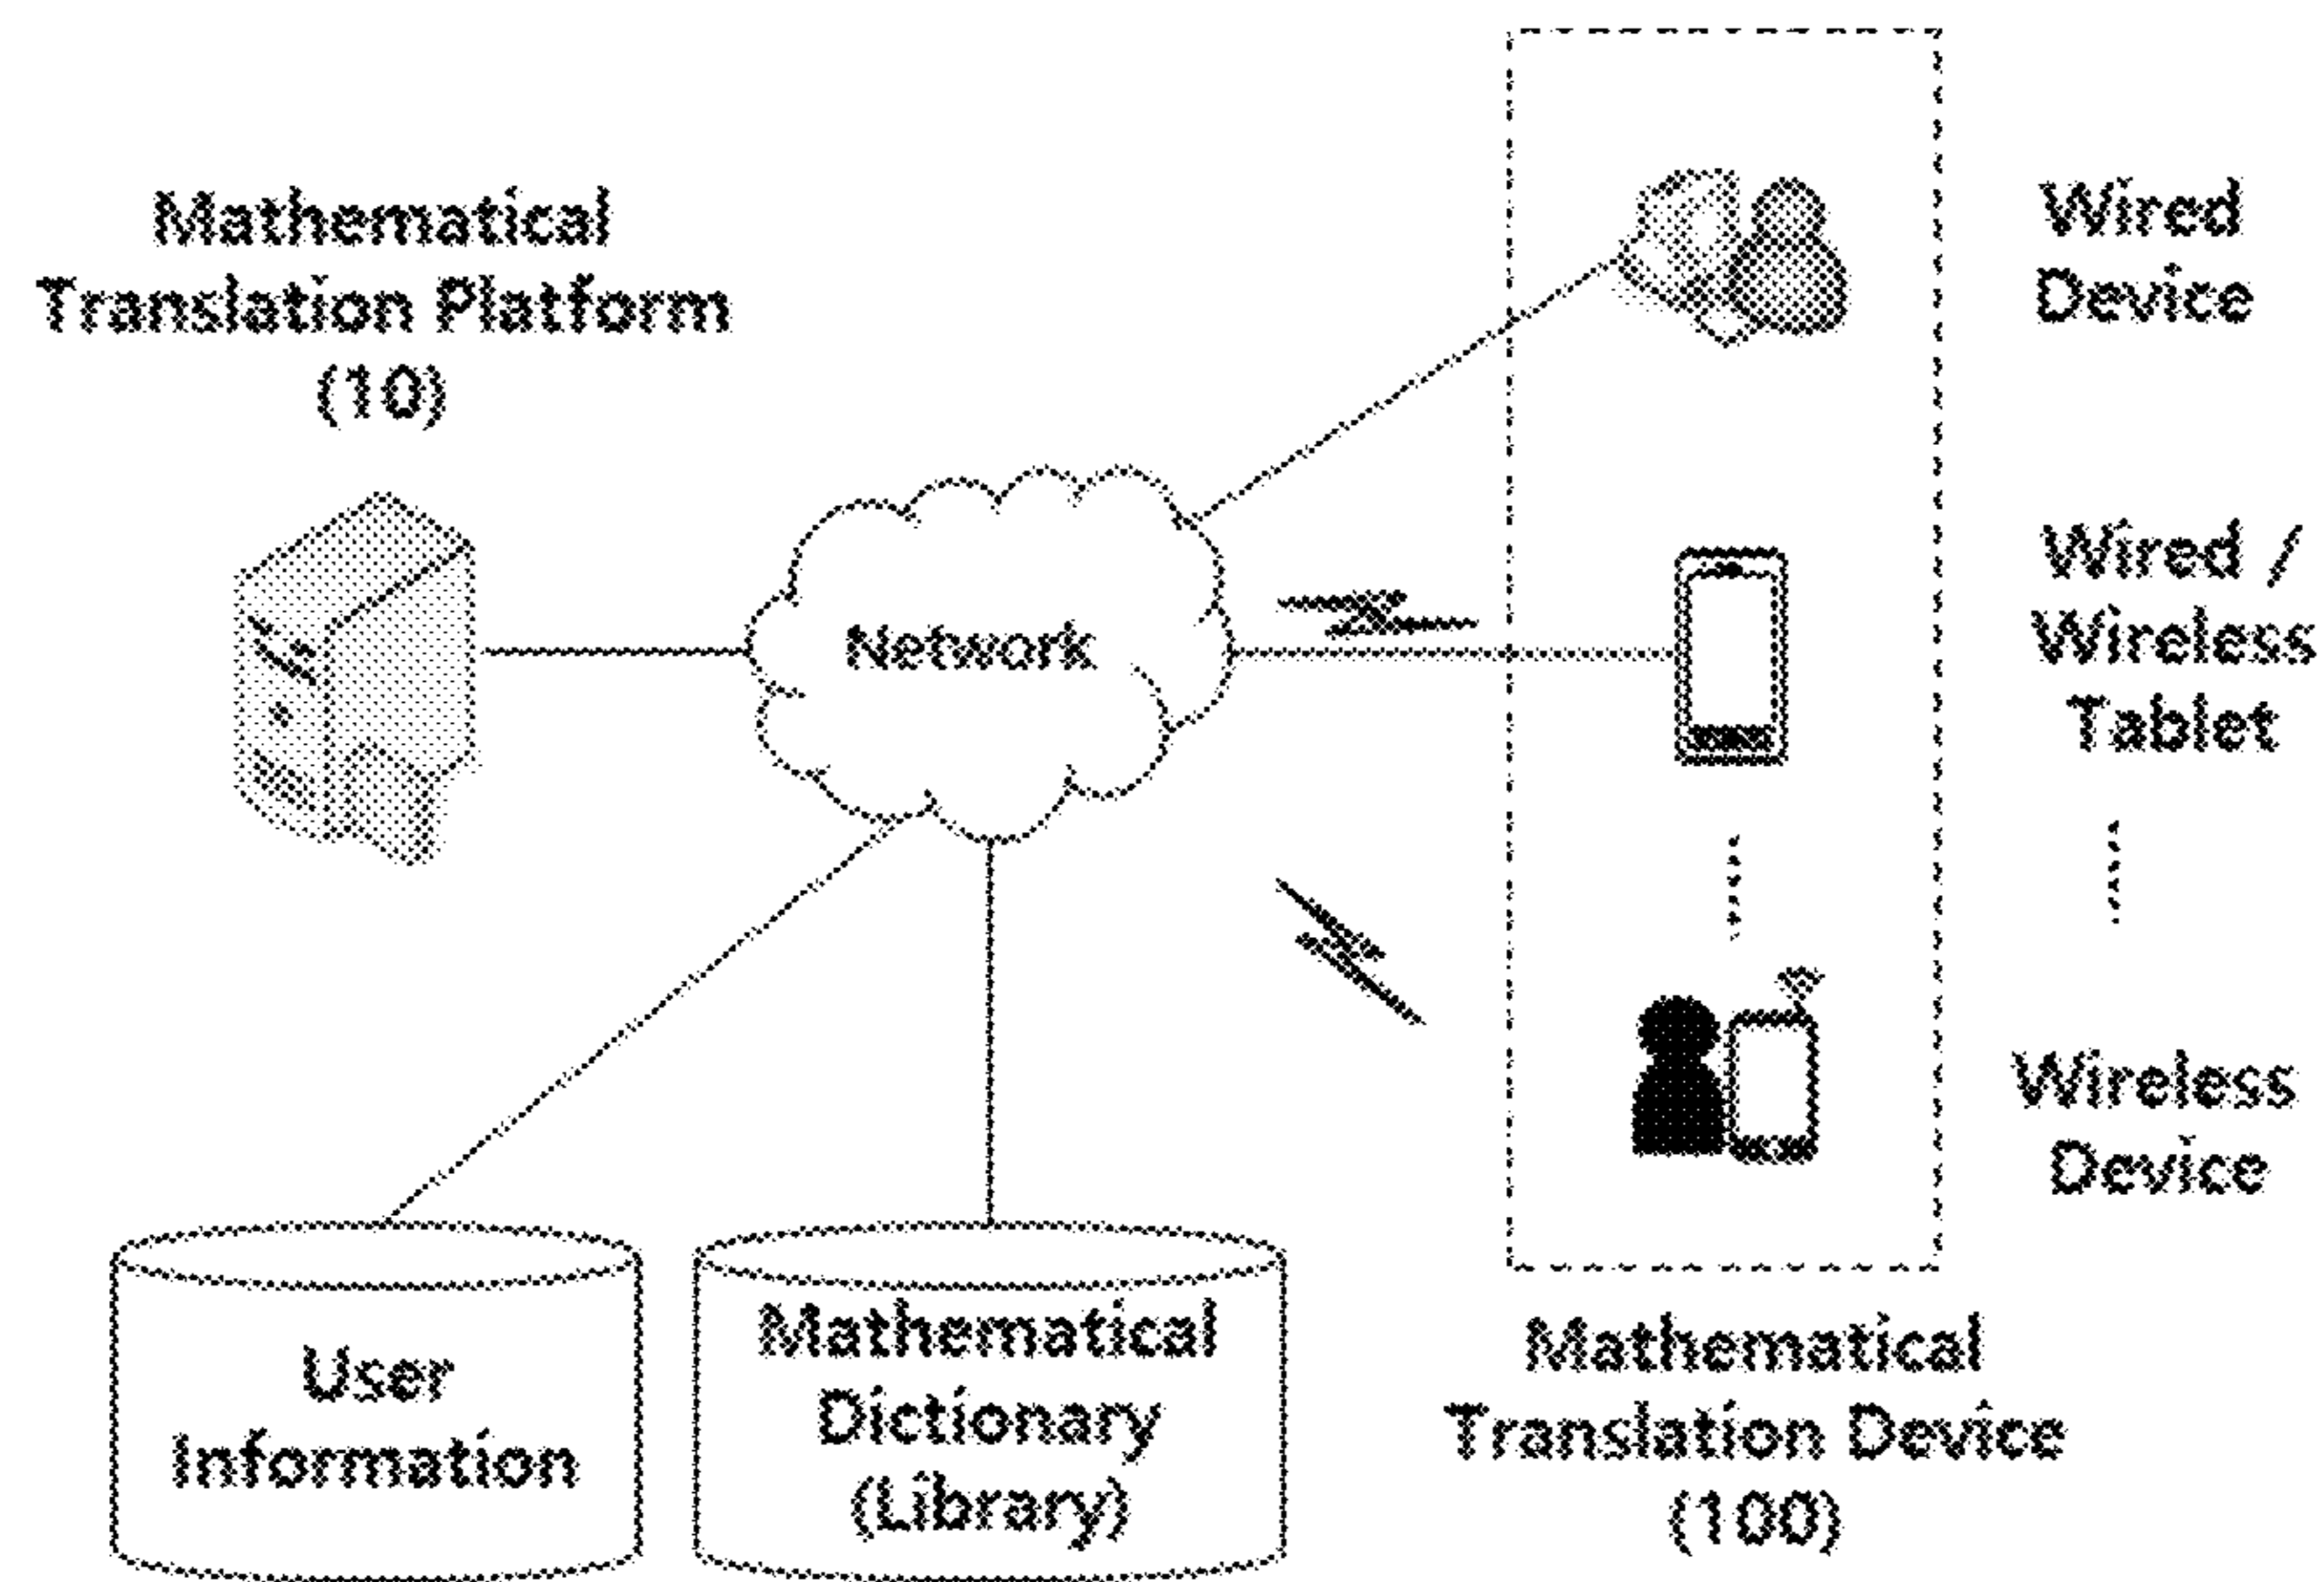 Mathematical
Translation Platform
(10)
Network
Wired
Device
Wired /
Wireless
Tablet
Wireless
Device
User
Information
Mathematical
Dictionary
(Library)
Mathematical
Translation Device
(100)